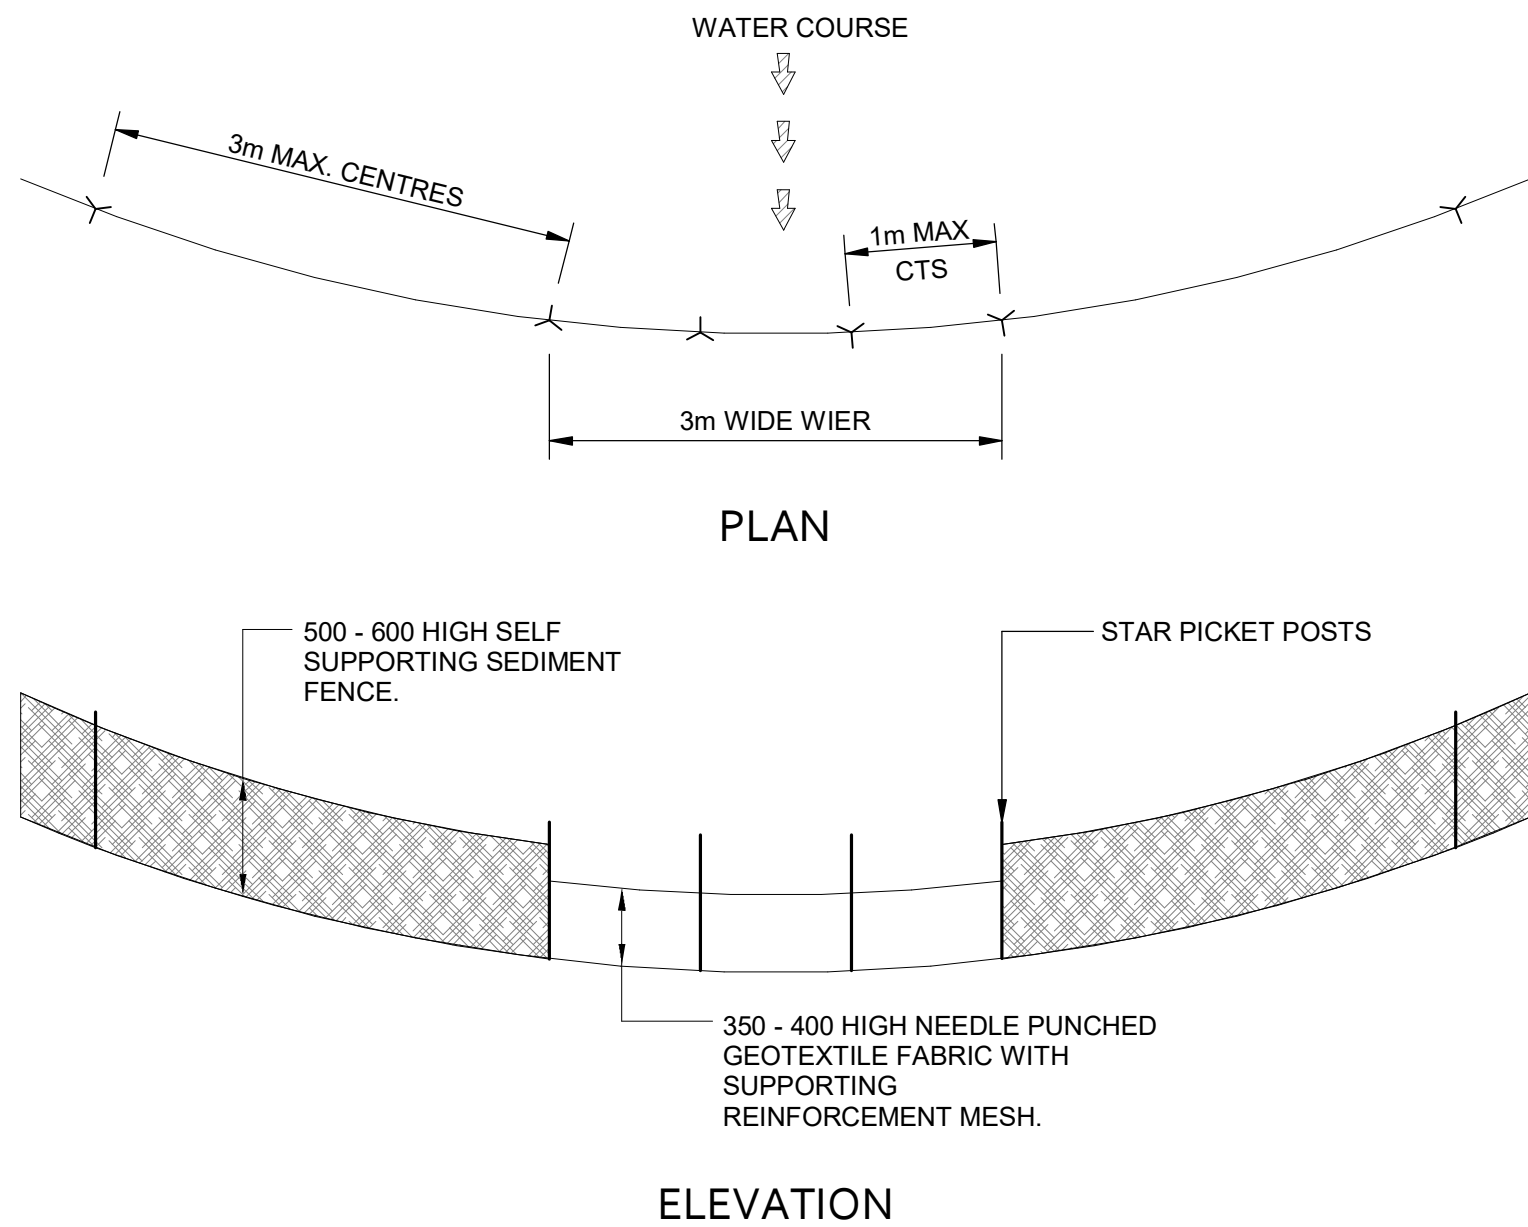 WATER COURSE
3m MAX. CENTRES
1m MAX
CTS
3m WIDE WIER
PLAN
500 - 600 HIGH SELF
SUPPORTING SEDIMENT
FENCE.
STAR PICKET POSTS
350 - 400 HIGH NEEDLE PUNCHED
GEOTEXTILE FABRIC WITH
SUPPORTING
REINFORCEMENT MESH.
ELEVATION